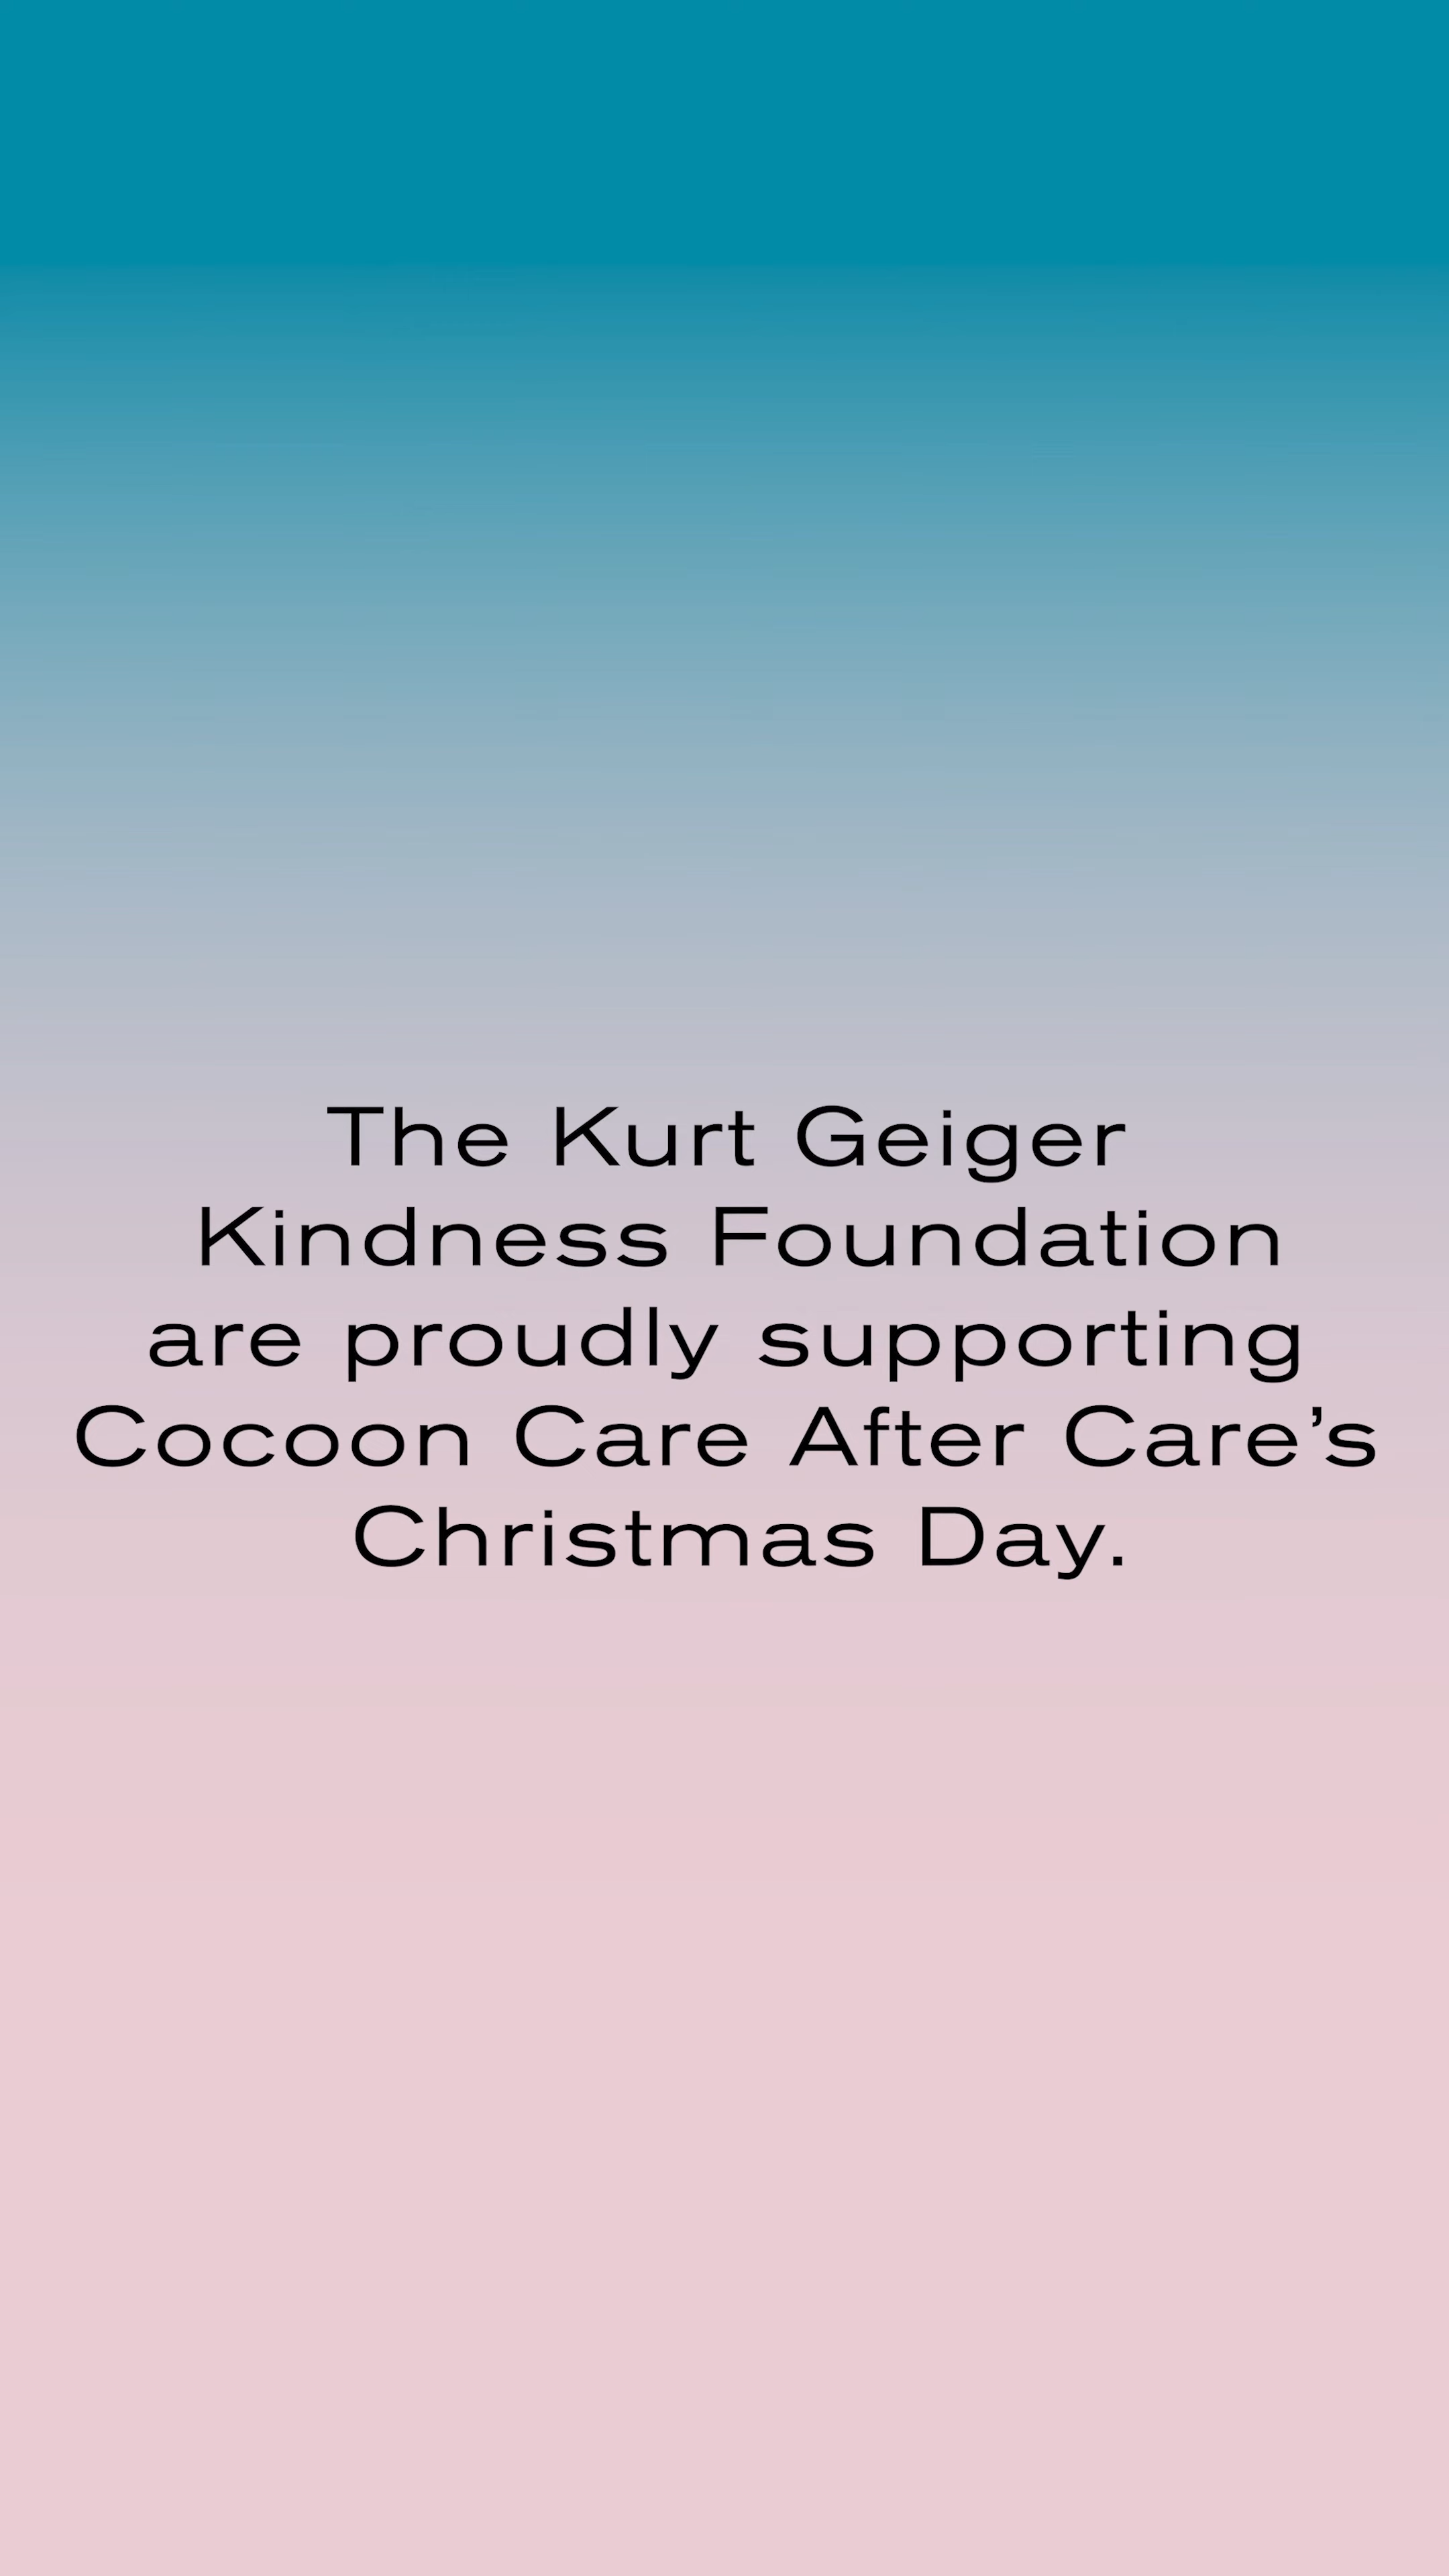 The Kurt Geiger
Kindness Foundation
are proudly supporting
Cocoon Care After Care’s
Christmas Day.